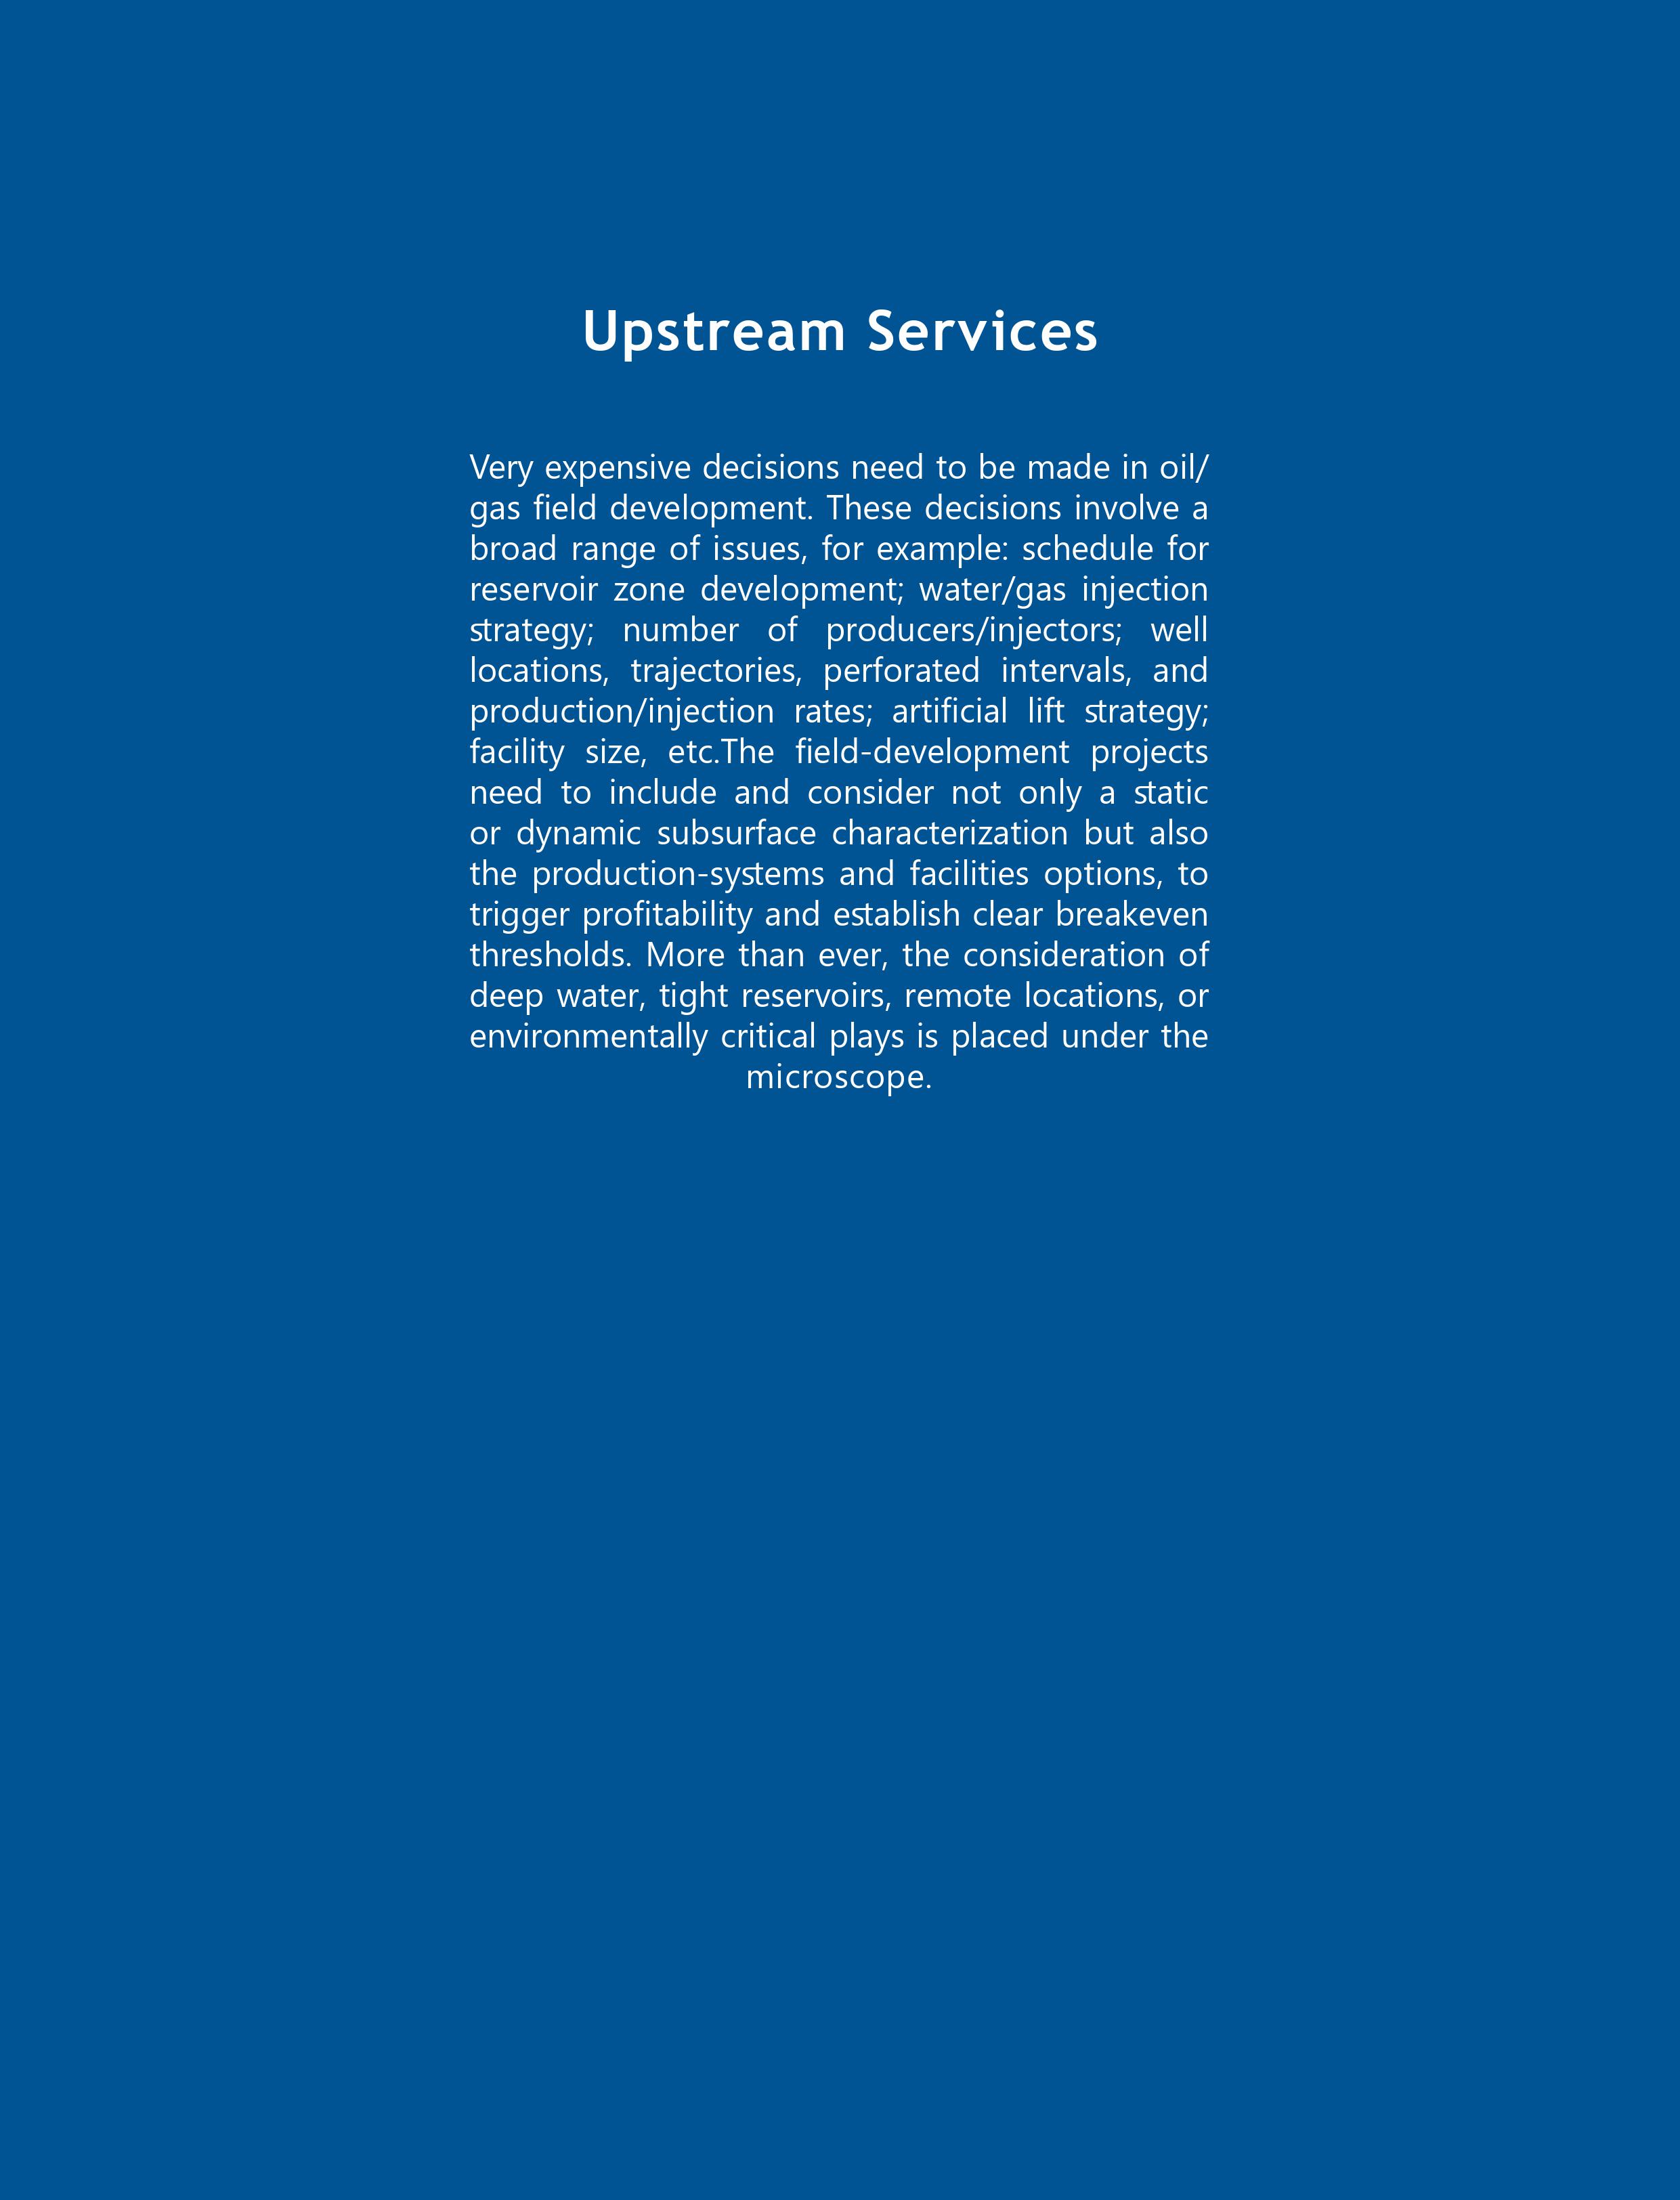 Upstream Services
Very expensive decisions need to be made in oil/
gas field development. These decisions involve a
broad range of issues, for example: schedule for
reservoir zone development; water/gas injection
strategy; number of producers/injectors; well
locations, trajectories, perforated intervals, and
production/injection rates; artificial lift strategy;
facility size, etc.The field-development projects
need to include and consider not only a static
or dynamic subsurface characterization but also
the production-systems and facilities options, to
trigger profitability and establish clear breakeven
thresholds. More than ever, the consideration of
deep water, tight reservoirs, remote locations, or
environmentally critical plays is placed under the
microscope.